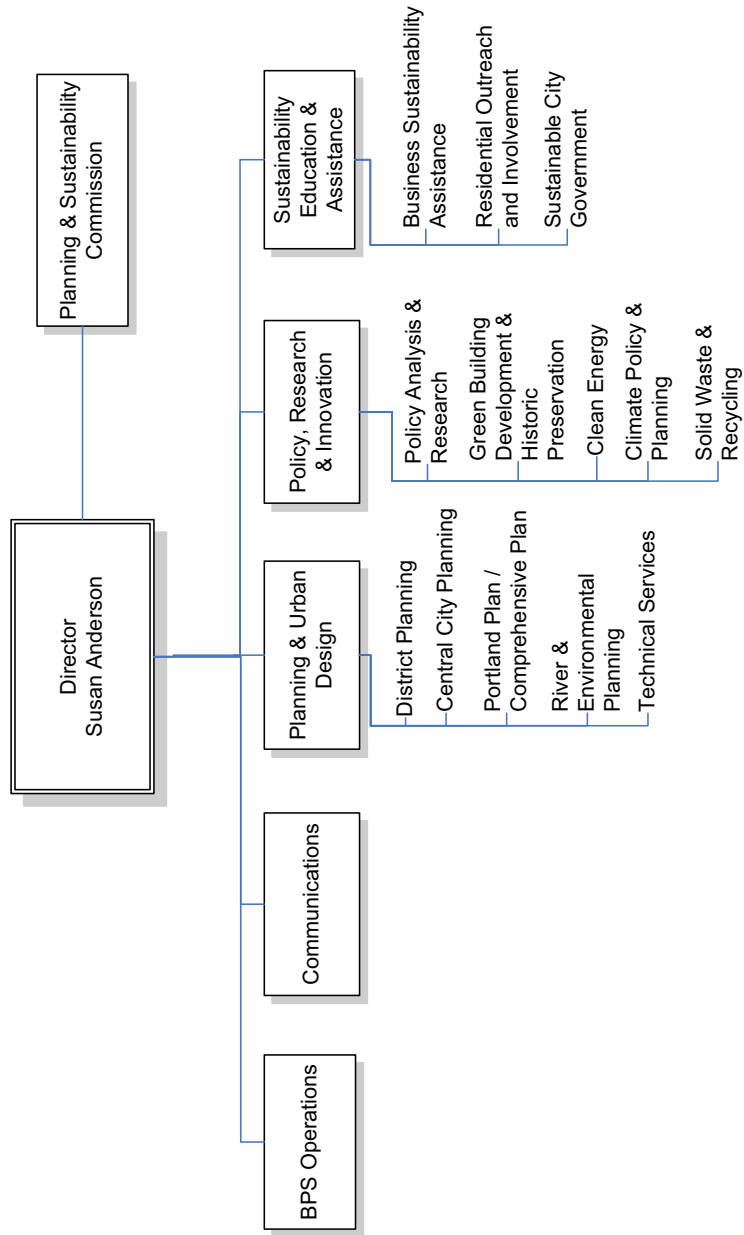 Director
Susan Anderson
Planning & Sustainability
Commission
BPS Operations
Communications
Planning & Urban
Design
District Planning
Central City Planning
Portland Plan /
Comprehensive Plan
River &
Environmental
Planning
Technical Services
Policy, Research
& Innovation
Policy Analysis &
Research
Green Building
Development &
Historic
Preservation
Clean Energy
Climate Policy &
Planning
Solid Waste &
Recycling
Sustainability
Education &
Assistance
Business Sustainability
Assistance
Residential Outreach
and Involvement
Sustainable City
Government